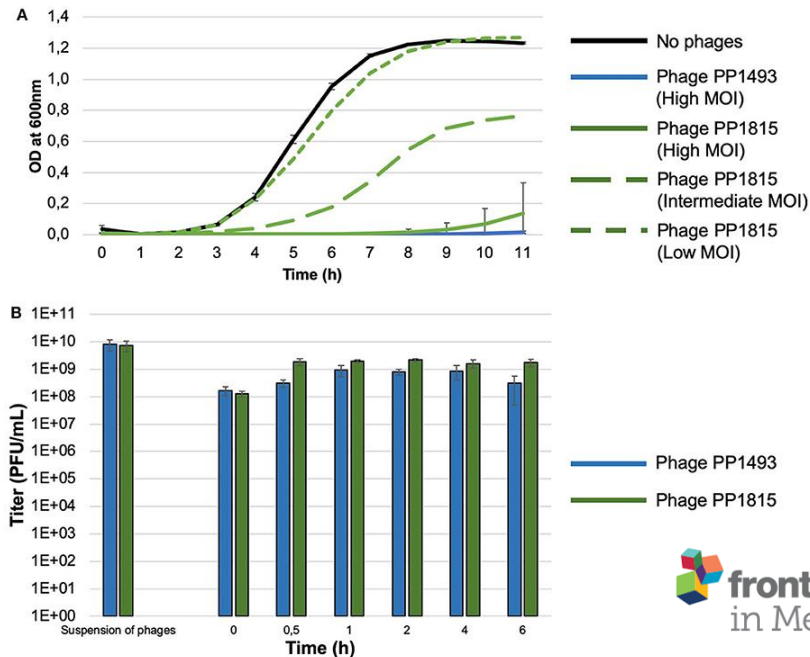 A
OD at 600nm
1,4
1,2
1,0
0,8
0,6
0,4
0,2
0,0
0 1 2 3 4 5 6 7 8 9 10 11
Time (h)
No phages
Phage PP1493
(High MOI)
Phage PP1815
(High MOI)
Phage PP1815
(Intermediate MOI)
Phage PP1815
(Low MOI)
B
Titer (PFU/mL)
1E+11
1E+10
1E+09
1E+08
1E+07
1E+06
1E+05
1E+04
1E+03
1E+02
1E+01
1E+00
Suspension of phages 0 0,5 1 2 4 6
Time (h)
Phage PP1493
Phage PP1815
front
in Me